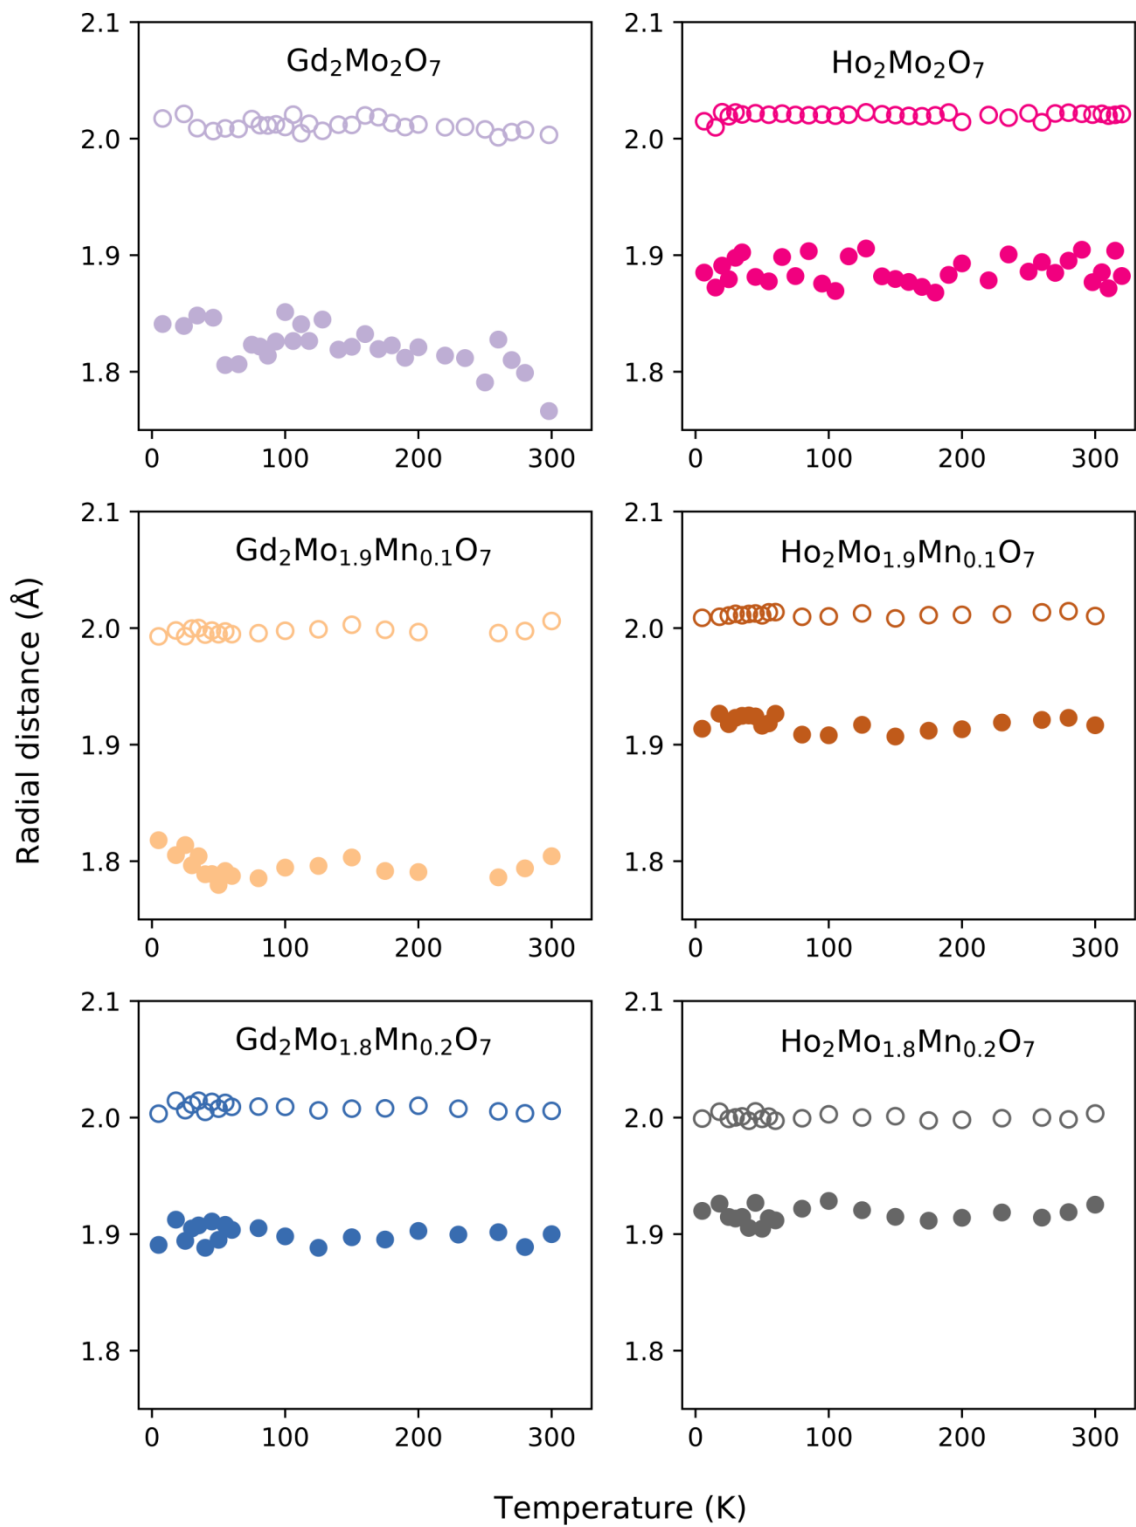 Gd₂Mo₂O₇
2.1
2.0
1.9
1.8
0 100 200 300
Ho₂Mo₂O₇
2.1
2.0
1.9
1.8
0 100 200 300
Gd₂Mo₁.₉Mn₀.₁O₇
2.1
2.0
1.9
1.8
0 100 200 300
Ho₂Mo₁.₉Mn₀.₁O₇
2.1
2.0
1.9
1.8
0 100 200 300
Gd₂Mo₁.₈Mn₀.₂O₇
2.1
2.0
1.9
1.8
0 100 200 300
Ho₂Mo₁.₈Mn₀.₂O₇
2.1
2.0
1.9
1.8
0 100 200 300
Radial distance (Å)
Temperature (K)